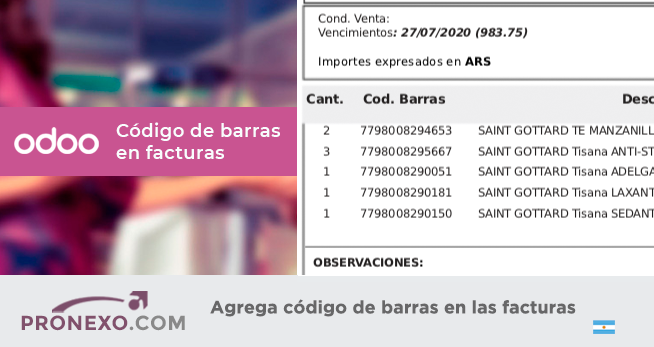 odoo
Código de barras
en facturas
Cond. Venta:
Vencimientos: 27/07/2020 (983.75)
Importes expresados en ARS
Cant. Cod. Barras Desc
2 7798008294653 SAINT GOTTARD TE MANZANILL
3 7798008295667 SAINT GOTTARD Tisana ANTI-ST
1 7798008290051 SAINT GOTTARD Tisana ADELGA
1 7798008290181 SAINT GOTTARD Tisana LAXANT
1 7798008290150 SAINT GOTTARD Tisana SEDANT
OBSERVACIONES:
PRONEXO.COM
Agrega código de barras en las facturas